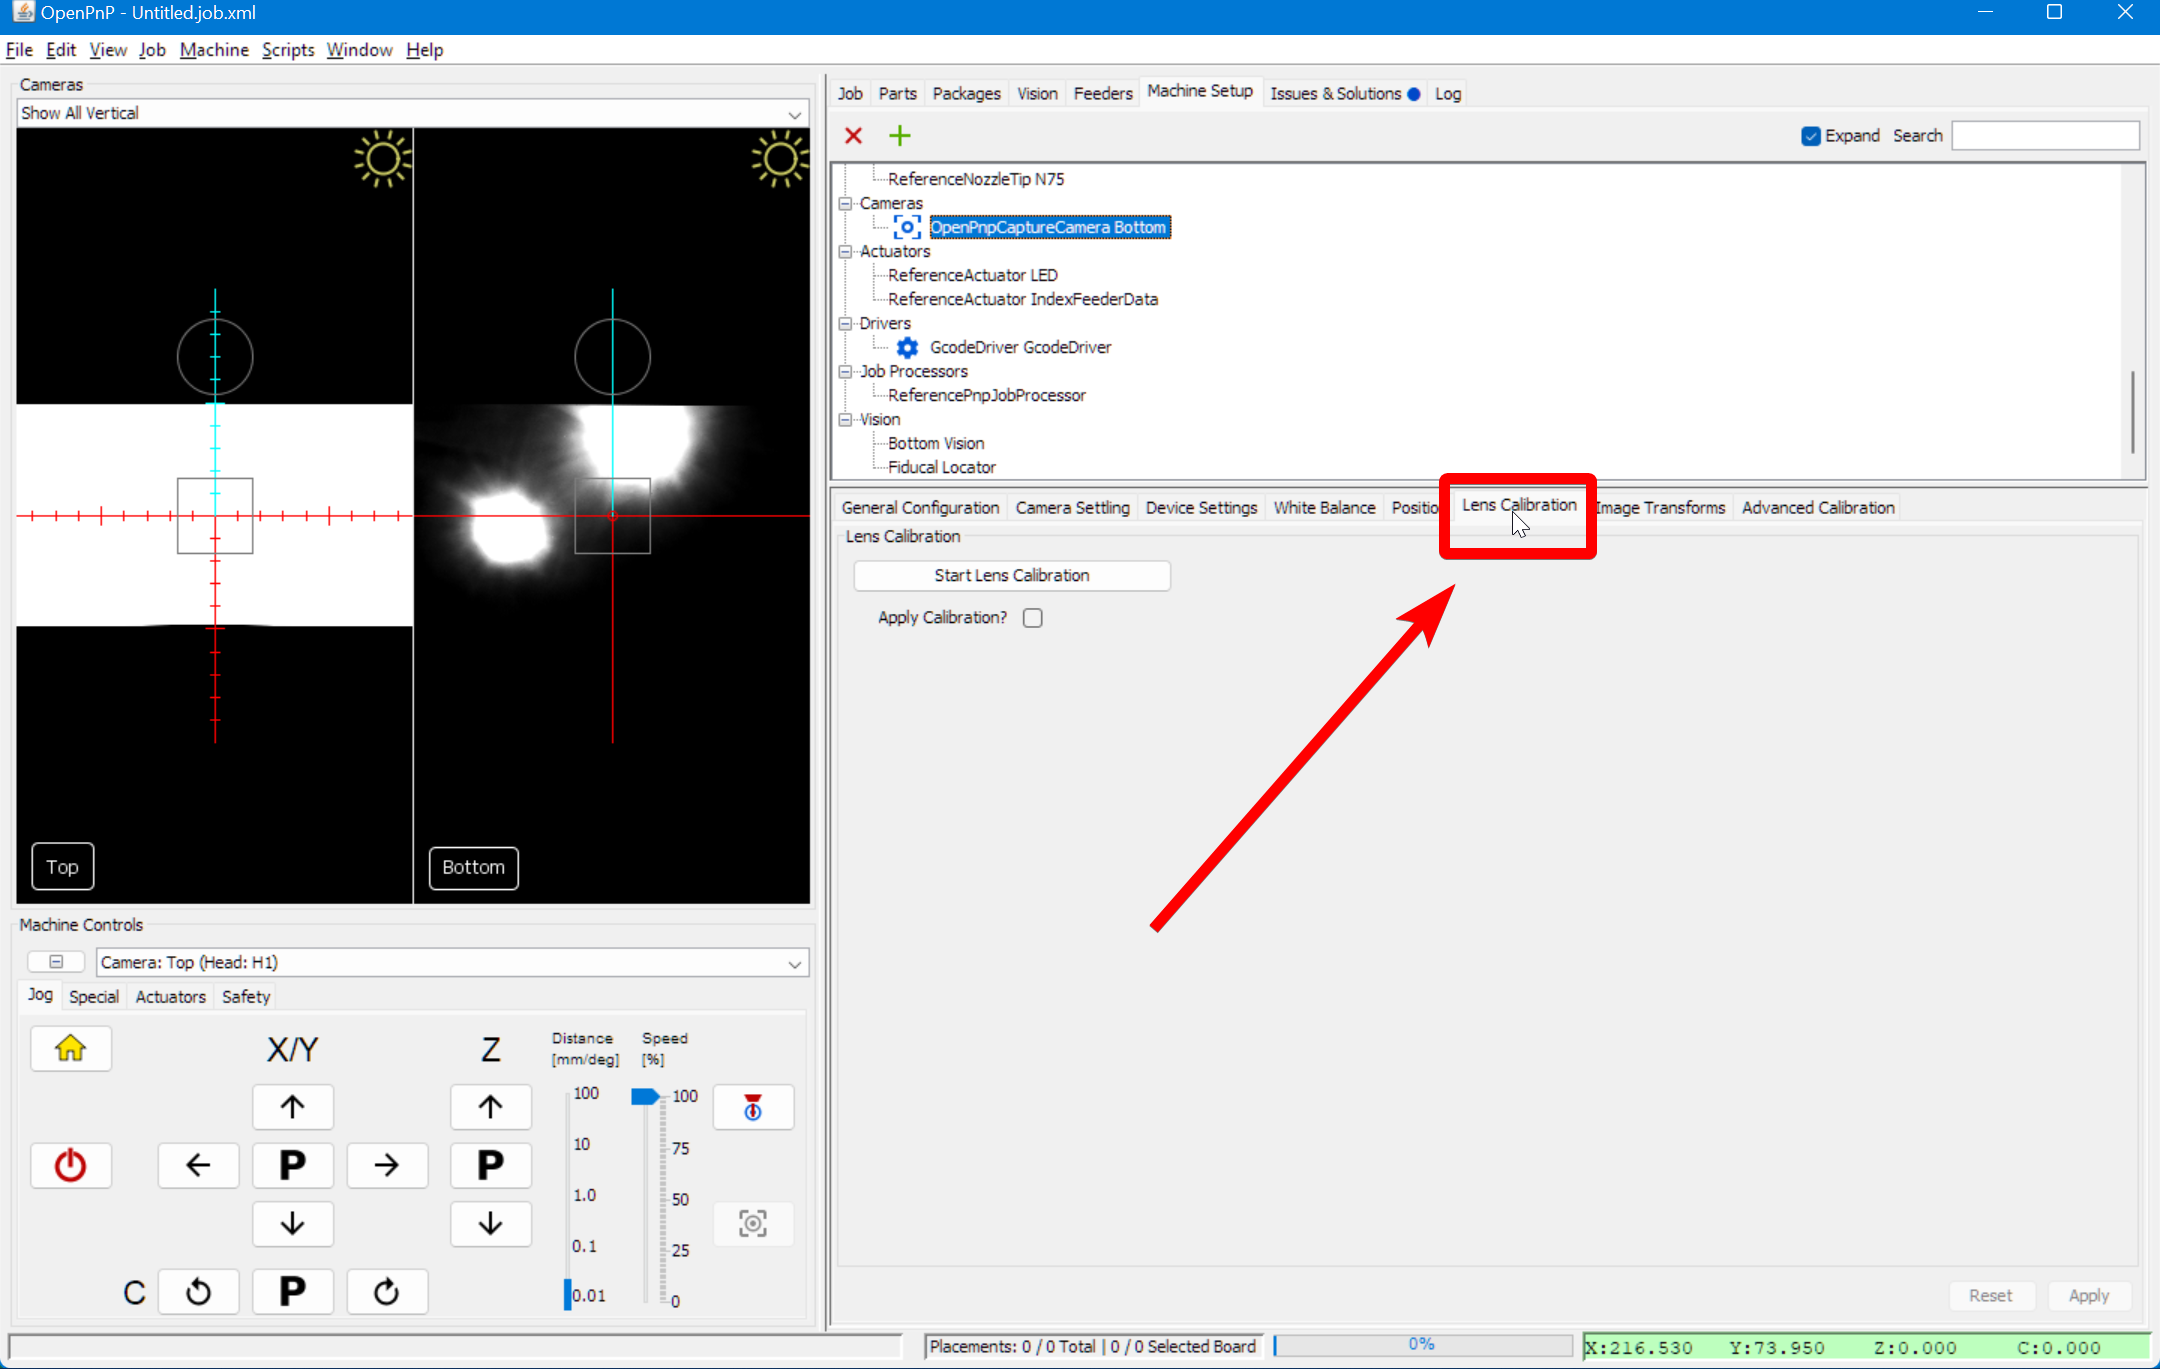 OpenPnP - Untitled.job.xml
File Edit View Job Machine Scripts Window Help
Cameras
Show All Vertical
Top
Bottom
Machine Controls
Camera: Top (Head: H1)
Jog Special Actuators Safety
X/Y
Z
Distance [mm/deg]
Speed [%]
100
10
1.0
0.1
0.01
100
75
50
25
0
P
P
C
P
Job Parts Packages Vision Feeders Machine Setup Issues & Solutions Log
Expand Search
ReferenceNozzleTip N75
Cameras
OpenPnpCaptureCamera Bottom
Actuators
ReferenceActuator LED
ReferenceActuator IndexFeederData
Drivers
GcodeDriver GcodeDriver
Job Processors
ReferencePnpJobProcessor
Vision
Bottom Vision
Fiducal Locator
General Configuration Camera Settling Device Settings White Balance Positio Lens Calibration Image Transforms Advanced Calibration
Lens Calibration
Start Lens Calibration
Apply Calibration?
Reset Apply
Placements: 0 / 0 Total | 0 / 0 Selected Board
0%
X:216.530 Y:73.950 Z:0.000 C:0.000